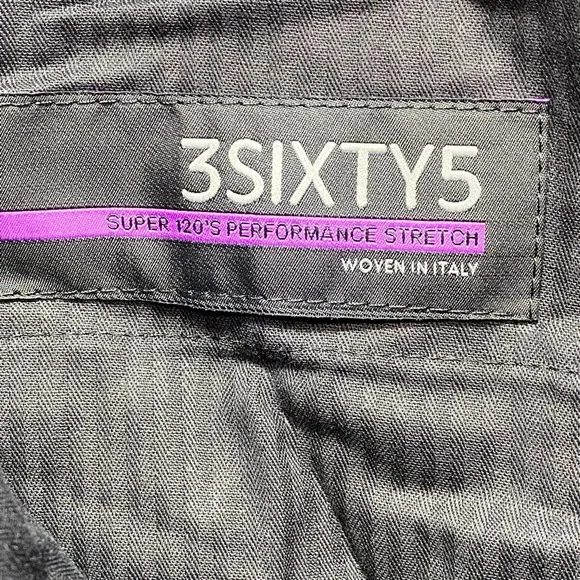 3SIXTY5
SUPER 120'S PERFORMANCE STRETCH
WOVEN IN ITALY